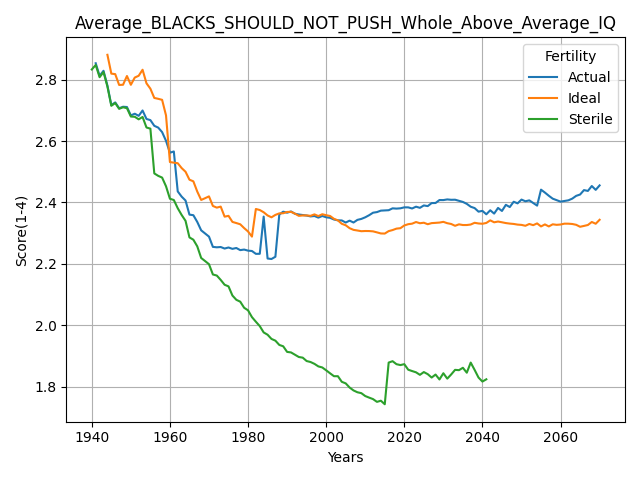 Average_BLACKS_SHOULD_NOT_PUSH_Whole_Above_Average_IQ
Fertility
Actual
Ideal
Sterile
Score(1-4)
2.8
2.6
2.4
2.2
2.0
1.8
1940
1960
1980
2000
2020
2040
2060
Years